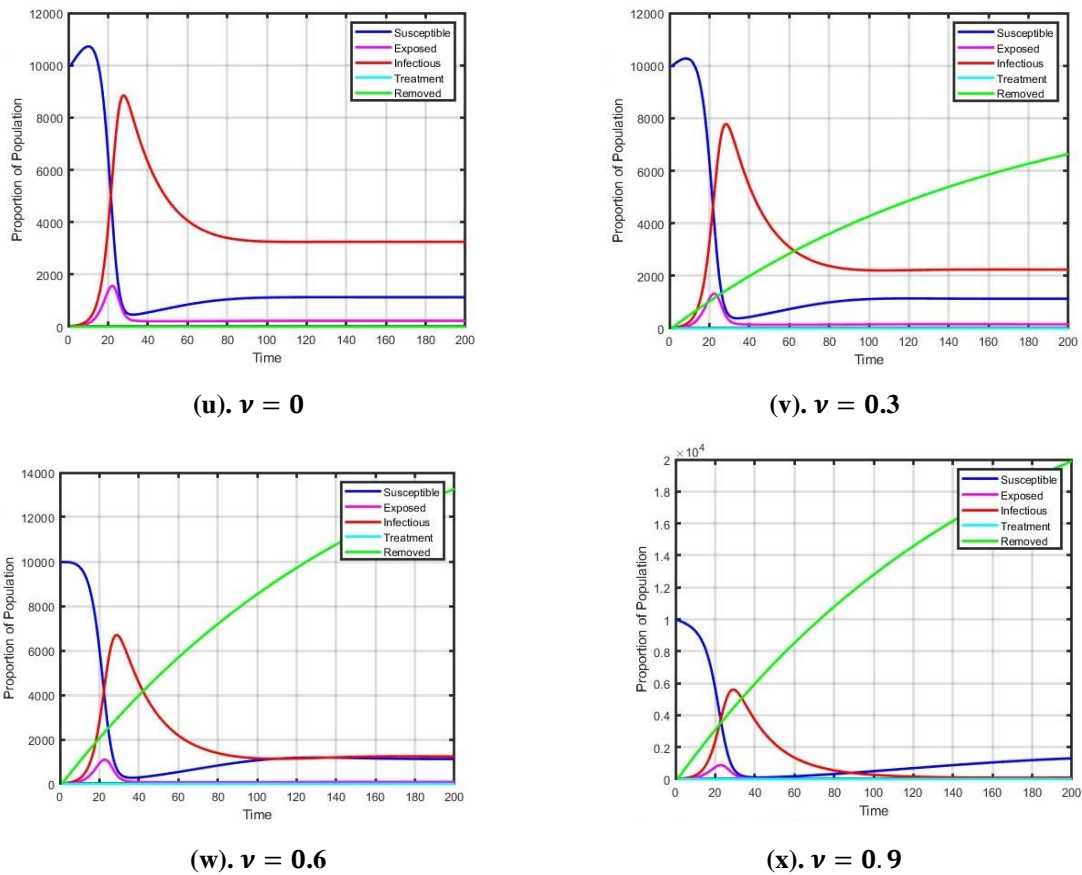 12000
10000
8000
6000
4000
2000
0
Proportion of Population
Susceptible
Exposed
Infectious
Treatment
Removed
0 20 40 60 80 100 120 140 160 180 200
Time
(u). ν = 0
12000
10000
8000
6000
4000
2000
0
Proportion of Population
Susceptible
Exposed
Infectious
Treatment
Removed
0 20 40 60 80 100 120 140 160 180 200
Time
(v). ν = 0.3
14000
12000
10000
8000
6000
4000
2000
0
Proportion of Population
Susceptible
Exposed
Infectious
Treatment
Removed
0 20 40 60 80 100 120 140 160 180 200
Time
(w). ν = 0.6
×10⁴
2
1.8
1.6
1.4
1.2
1
0.8
0.6
0.4
0.2
0
Proportion of Population
Susceptible
Exposed
Infectious
Treatment
Removed
0 20 40 60 80 100 120 140 160 180 200
Time
(x). ν = 0.9